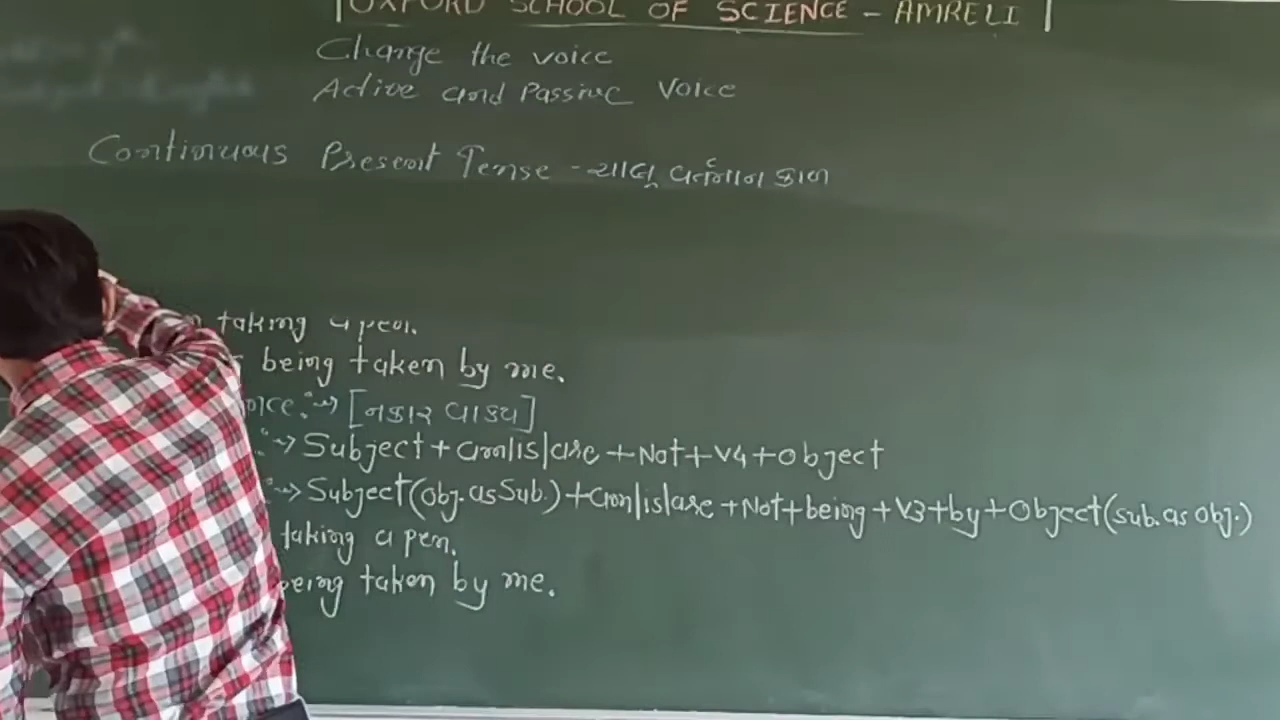 OXFORD SCHOOL OF SCIENCE - AMRELI
Change the voice
Active and Passive Voice
Continuous Present Tense - ચાલુ વર્તમાન કાળ
taking a pen.
being taken by me.
[નકાર વાક્ય]
Subject + am/is/are + Not + V4 + Object
Subject (obj. as Sub.) + am/is/are + Not + being + V3 + by + Object (sub. as obj.)
taking a pen.
being taken by me.